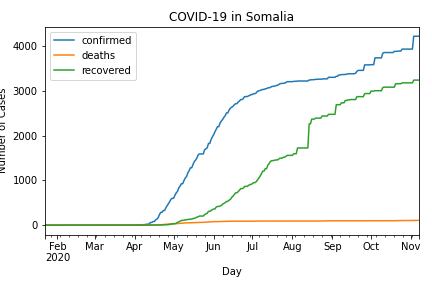 COVID-19 in Somalia
confirmed
deaths
recovered
Number of Cases
4000
3000
2000
1000
0
Feb Mar Apr May Jun Jul Aug Sep Oct Nov
2020
Day